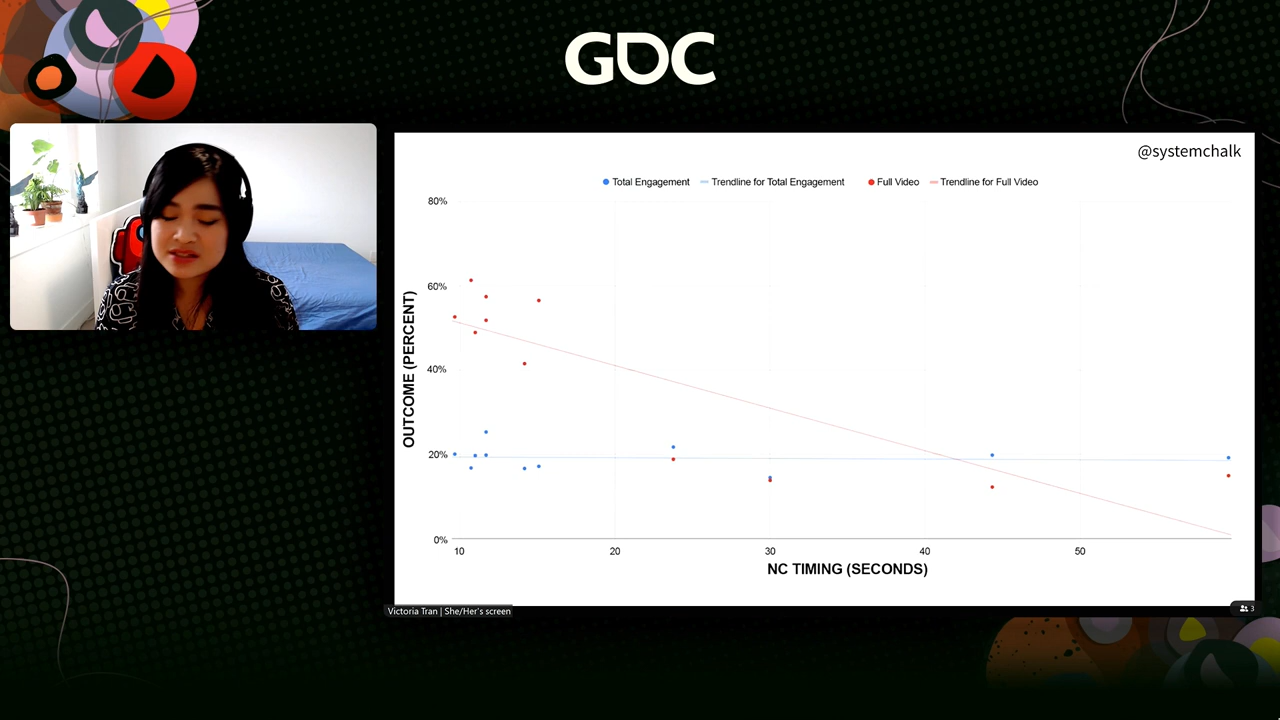 GDC
@systemchalk
Total Engagement Trendline for Total Engagement Full Video Trendline for Full Video
80%
60%
40%
20%
0%
OUTCOME (PERCENT)
10 20 30 40 50
NC TIMING (SECONDS)
Victoria Tran | She/Her's screen
3